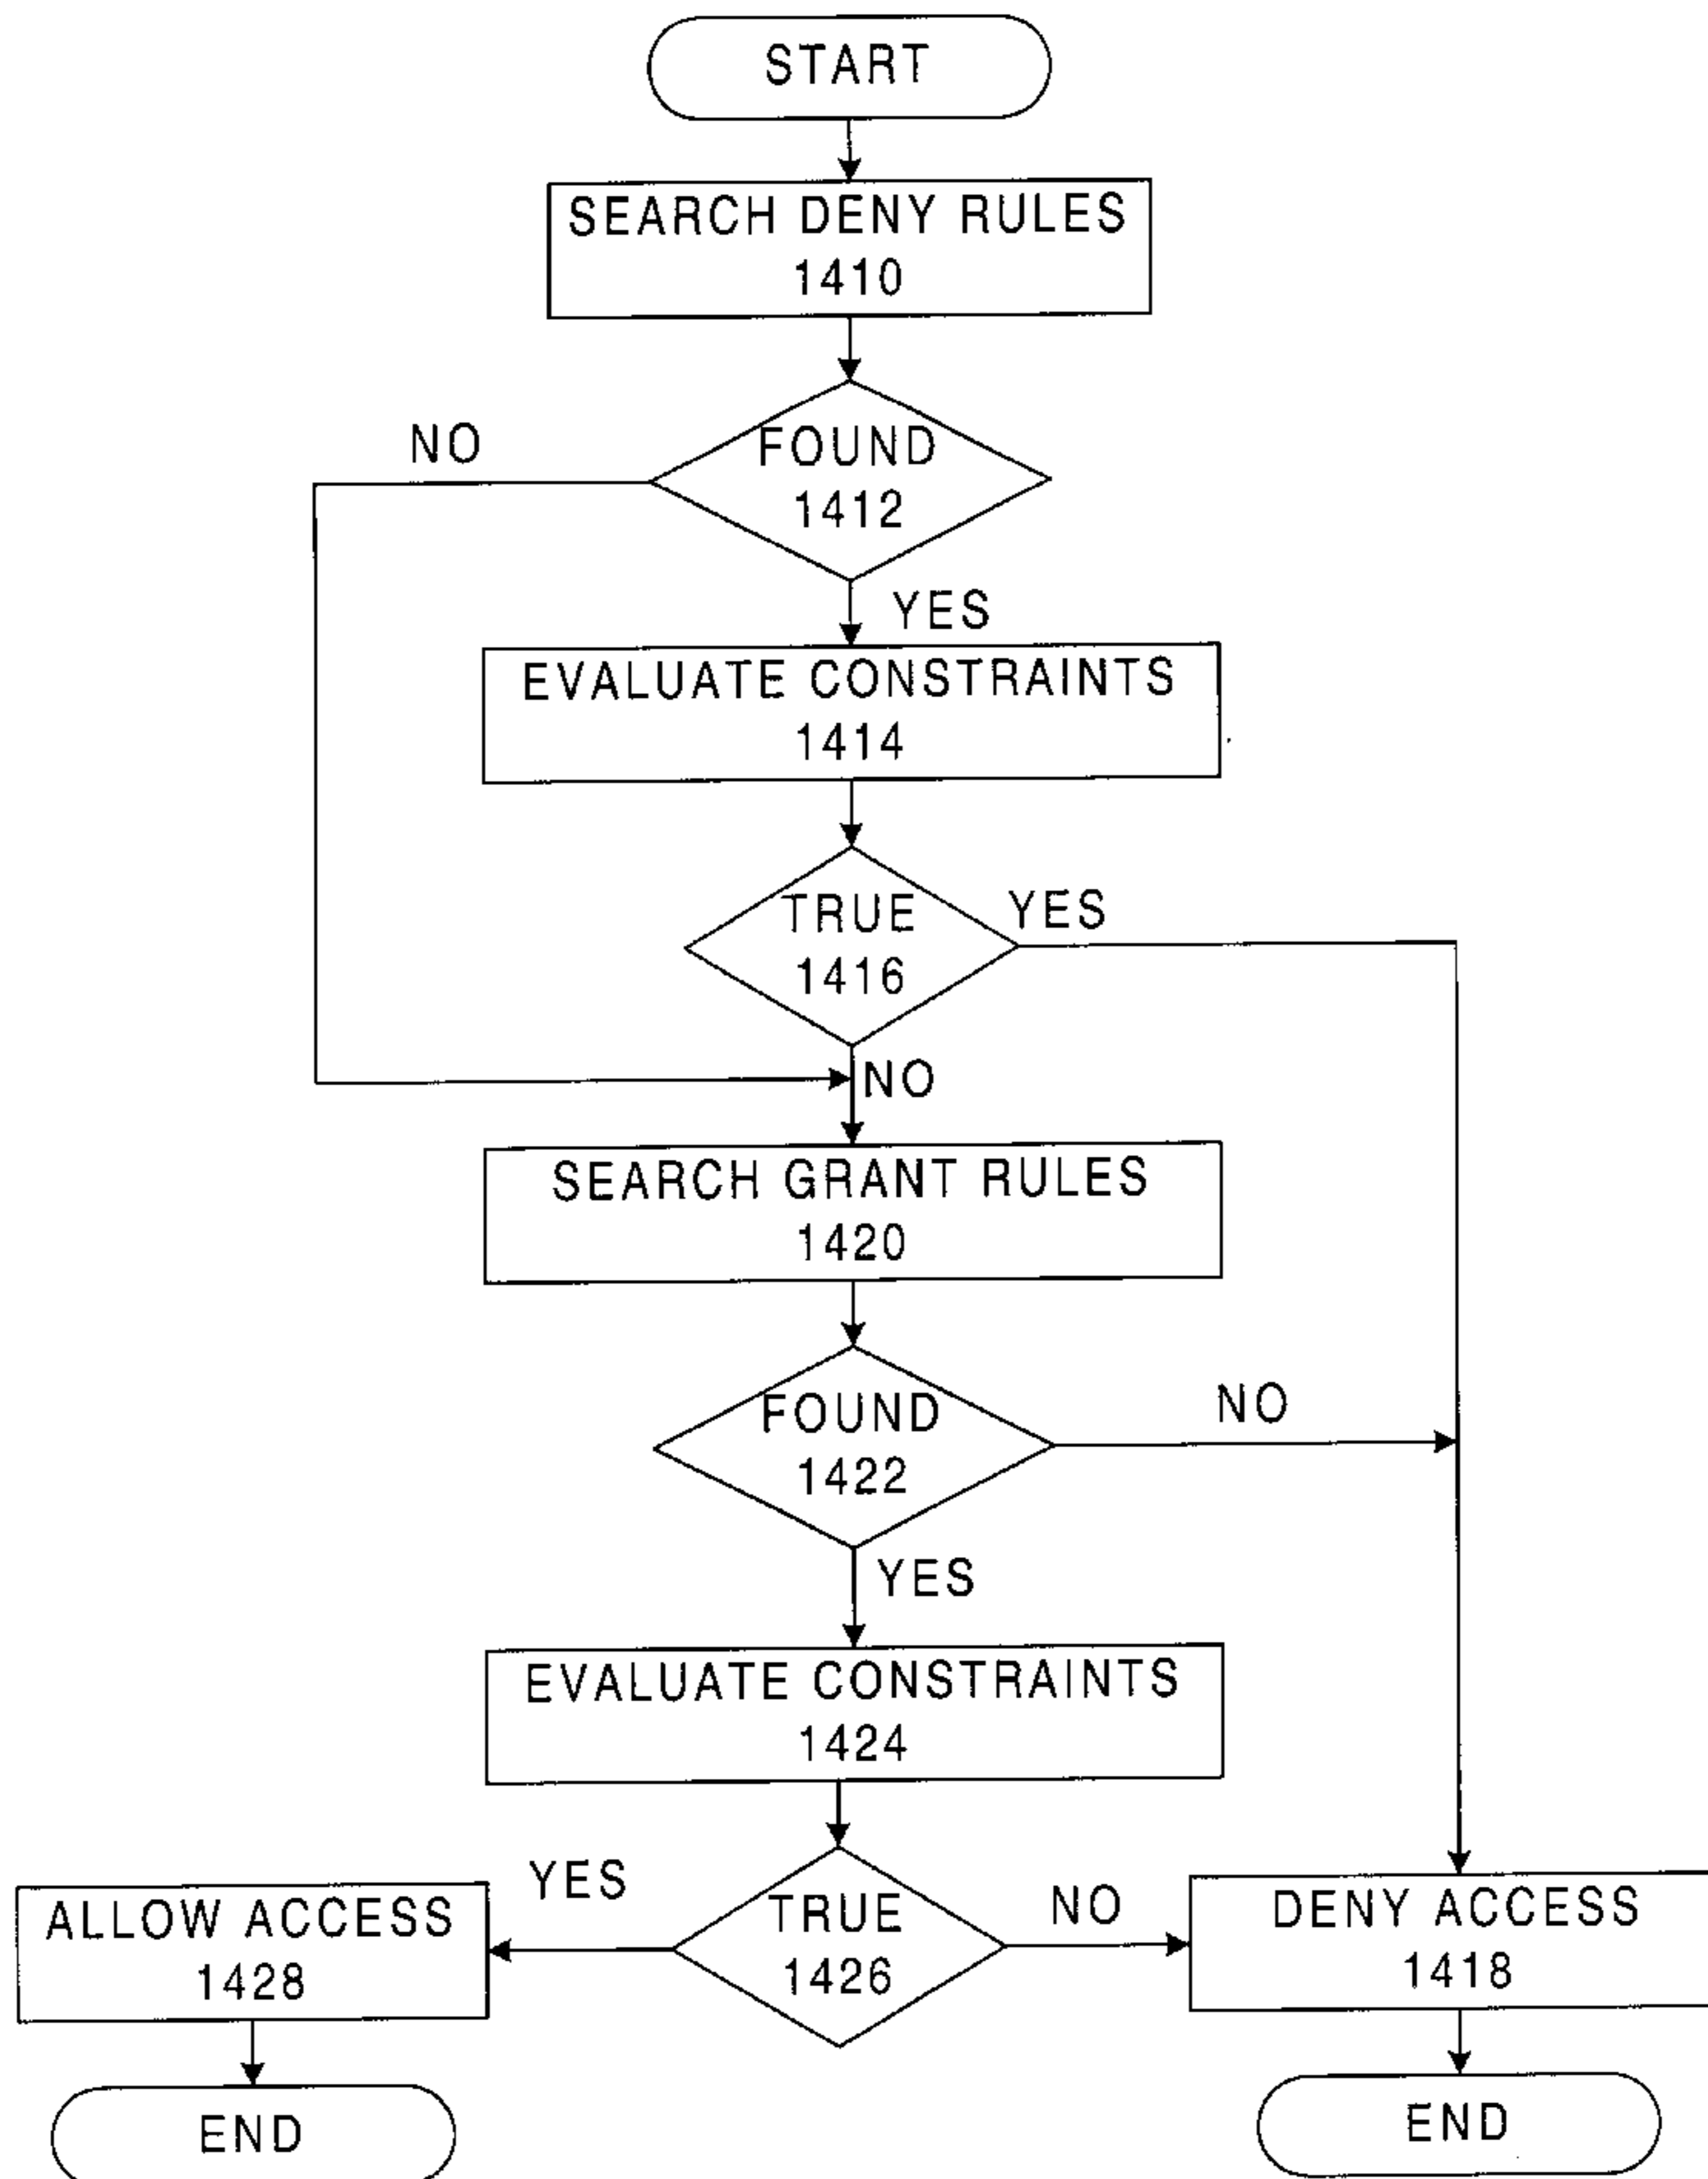 START
SEARCH DENY RULES
1410
NO
FOUND
1412
YES
EVALUATE CONSTRAINTS
1414
TRUE
1416
YES
NO
SEARCH GRANT RULES
1420
FOUND
1422
NO
YES
EVALUATE CONSTRAINTS
1424
YES
TRUE
1426
NO
ALLOW ACCESS
1428
DENY ACCESS
1418
END
END